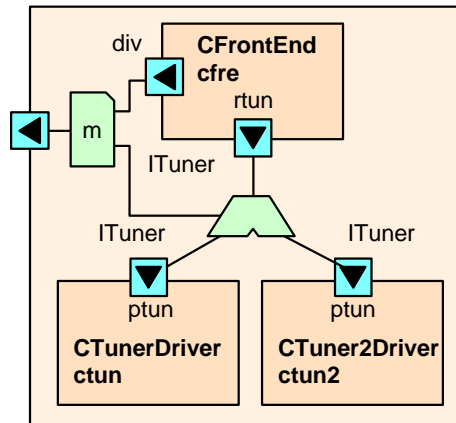 div
CFrontEnd
cfre
rtun
m
ITuner
ITuner
ITuner
ptun
ptun
CTunerDriver
ctun
CTuner2Driver
ctun2